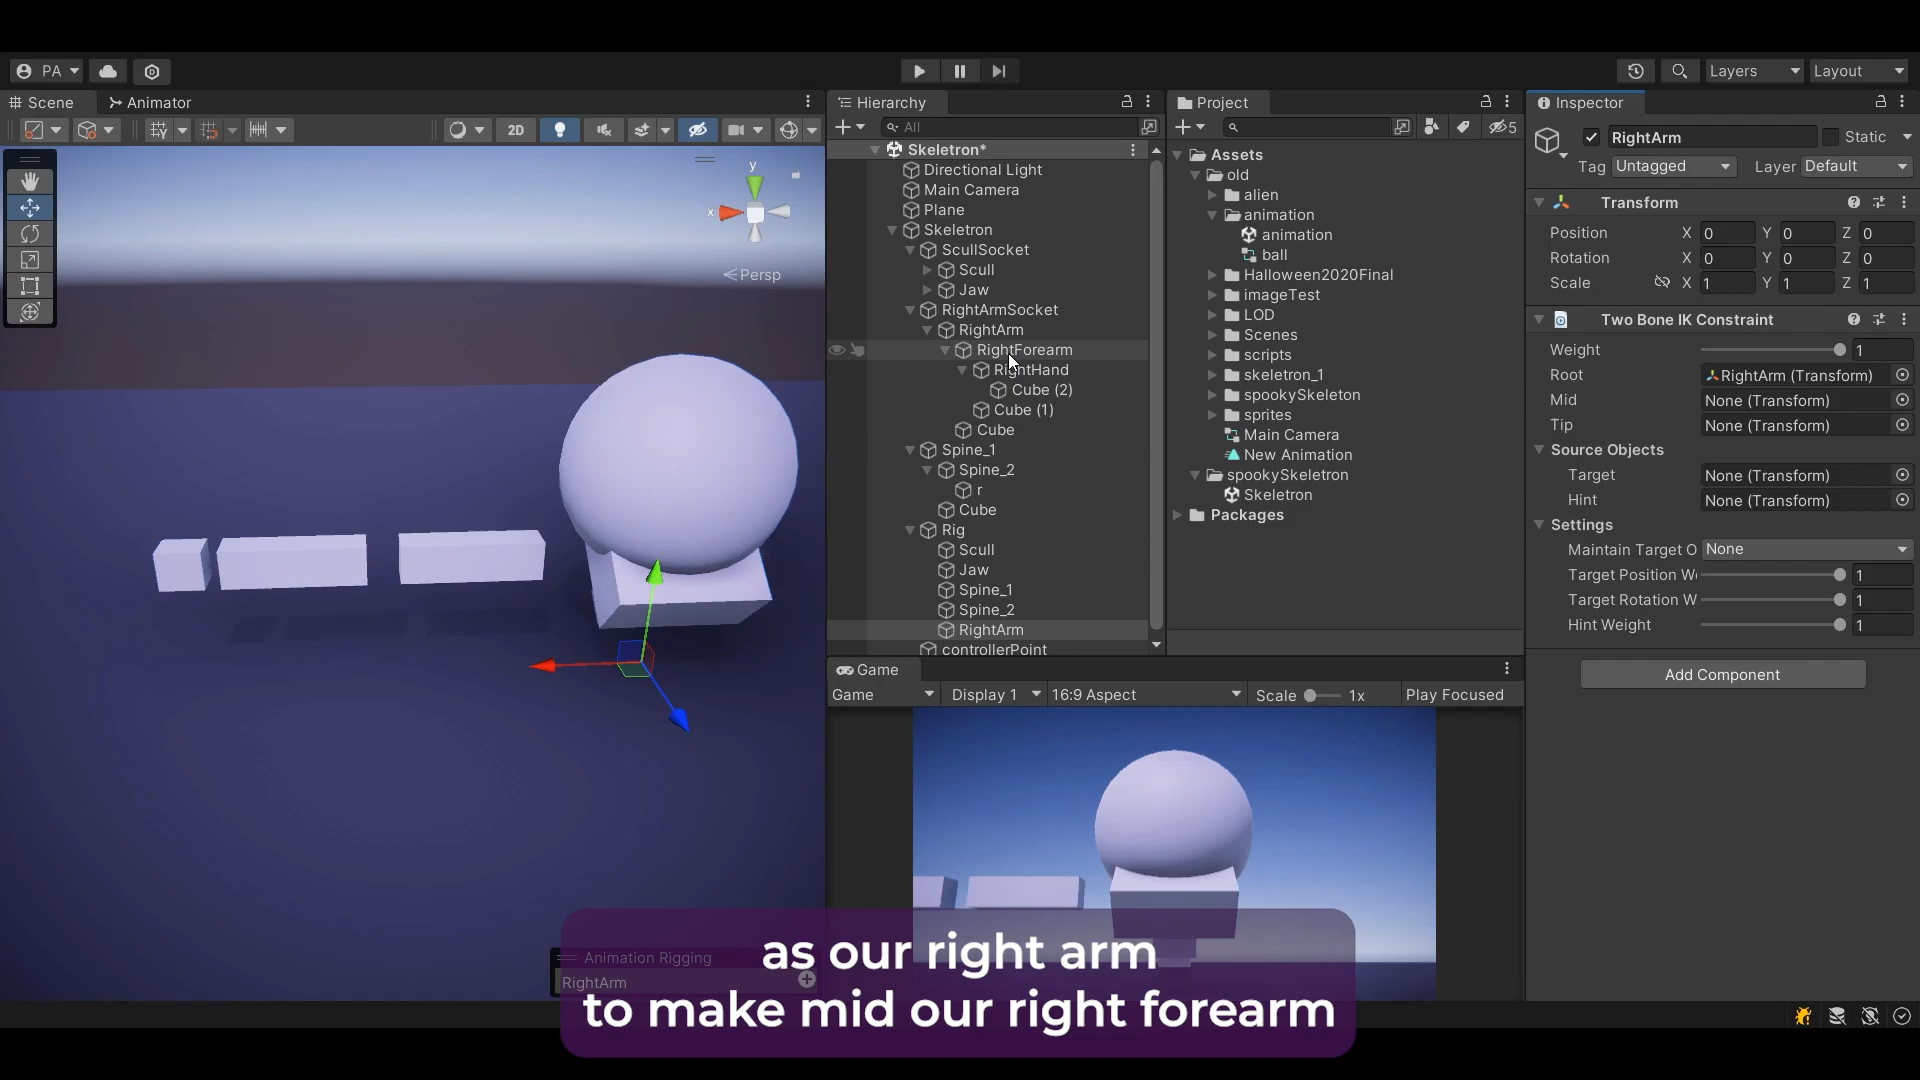 PA
Layers
Layout
Scene
Animator
Hierarchy
Project
Inspector
2D
All
5
RightArm
Static
Tag
Untagged
Layer
Default
y
x
Persp
Skeletron*
Directional Light
Main Camera
Plane
Skeletron
ScullSocket
Scull
Jaw
RightArmSocket
RightArm
RightForearm
RightHand
Cube (2)
Cube (1)
Cube
Spine_1
Spine_2
r
Cube
Rig
Scull
Jaw
Spine_1
Spine_2
RightArm
controllerPoint
Assets
old
alien
animation
animation
ball
Halloween2020Final
imageTest
LOD
Scenes
scripts
skeletron_1
spookySkeleton
sprites
Main Camera
New Animation
spookySkeletron
Skeletron
Packages
Transform
Position X 0 Y 0 Z 0
Rotation X 0 Y 0 Z 0
Scale X 1 Y 1 Z 1
Two Bone IK Constraint
Weight 1
Root RightArm (Transform)
Mid None (Transform)
Tip None (Transform)
Source Objects
Target None (Transform)
Hint None (Transform)
Settings
Maintain Target O None
Target Position W 1
Target Rotation W 1
Hint Weight 1
Add Component
Game
Game Display 1 16:9 Aspect Scale 1x Play Focused
Animation Rigging
RightArm
as our right arm
to make mid our right forearm